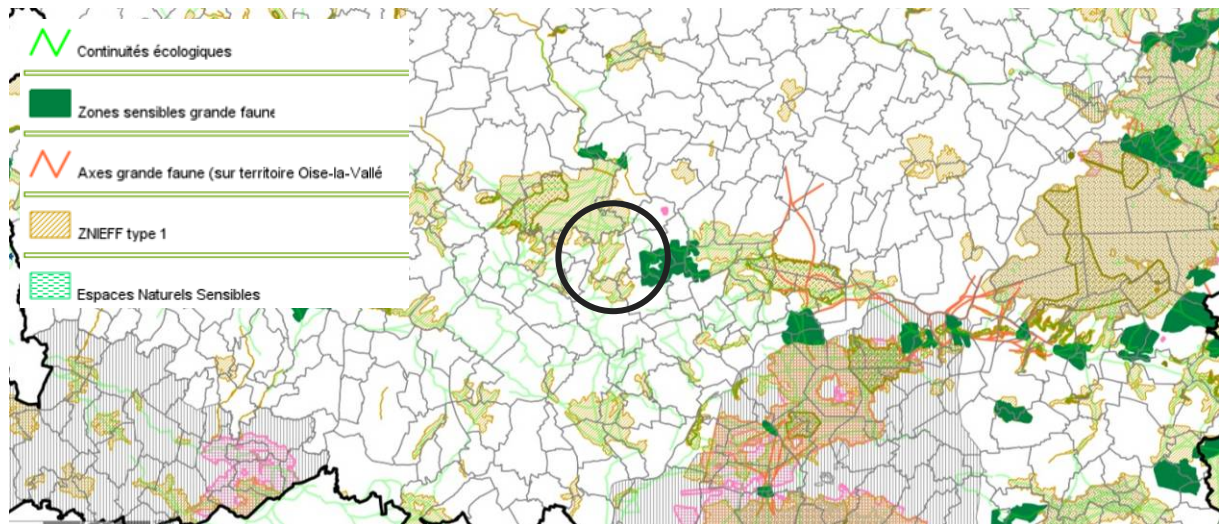 Continuités écologiques
Zones sensibles grande faune
Axes grande faune (sur territoire Oise-la-Vallé
ZNIEFF type 1
Espaces Naturels Sensibles